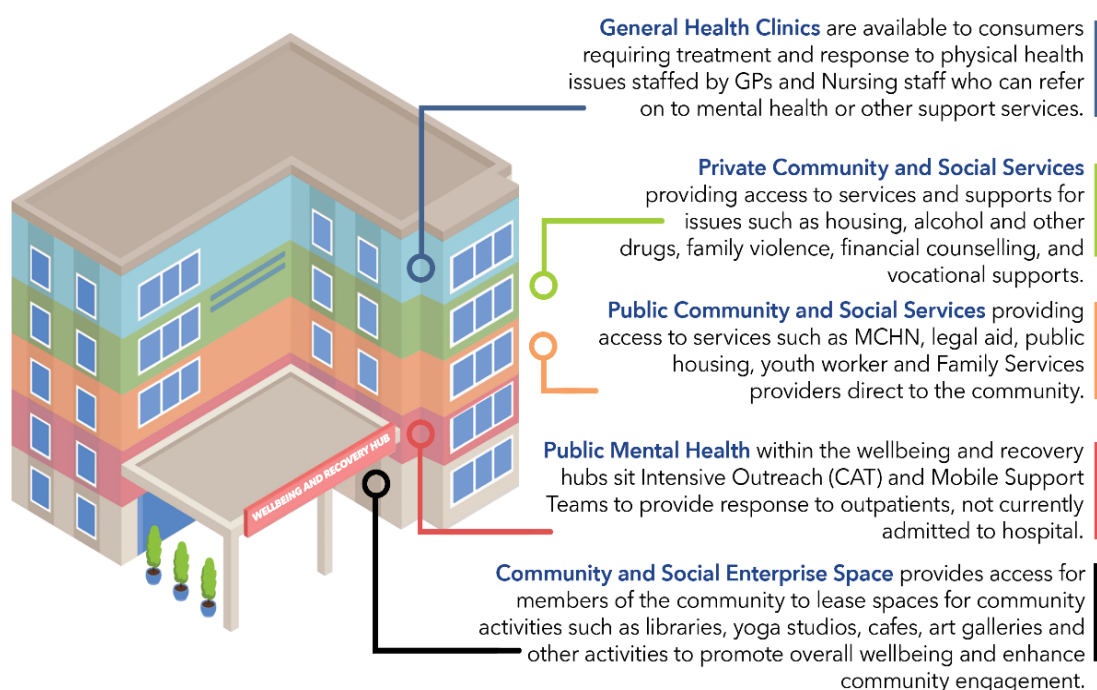 General Health Clinics are available to consumers
requiring treatment and response to physical health
issues staffed by GPs and Nursing staff who can refer
on to mental health or other support services.
Private Community and Social Services
providing access to services and supports for
issues such as housing, alcohol and other
drugs, family violence, financial counselling, and
vocational supports.
Public Community and Social Services providing
access to services such as MCHN, legal aid, public
housing, youth worker and Family Services
providers direct to the community.
WELLBEING AND RECOVERY HUB
Public Mental Health within the wellbeing and recovery
hubs sit Intensive Outreach (CAT) and Mobile Support
Teams to provide response to outpatients, not currently
admitted to hospital.
Community and Social Enterprise Space provides access for
members of the community to lease spaces for community
activities such as libraries, yoga studios, cafes, art galleries and
other activities to promote overall wellbeing and enhance
community engagement.